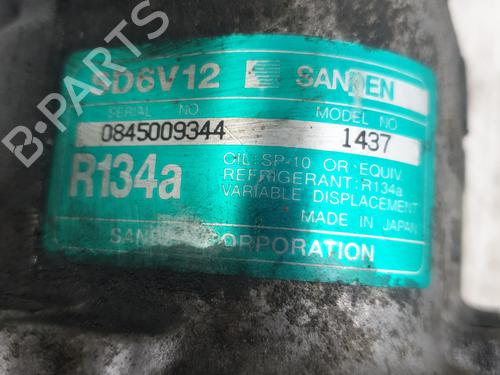 SD6V12 SANDEN
SERIAL NO. MODEL NO
0845009344 1437
R134a
OIL: SP-10 OR EQUIV.
REFRIGERANT: R134a
VARIABLE DISPLACEMENT
MADE IN JAPAN
SANDEN CORPORATION